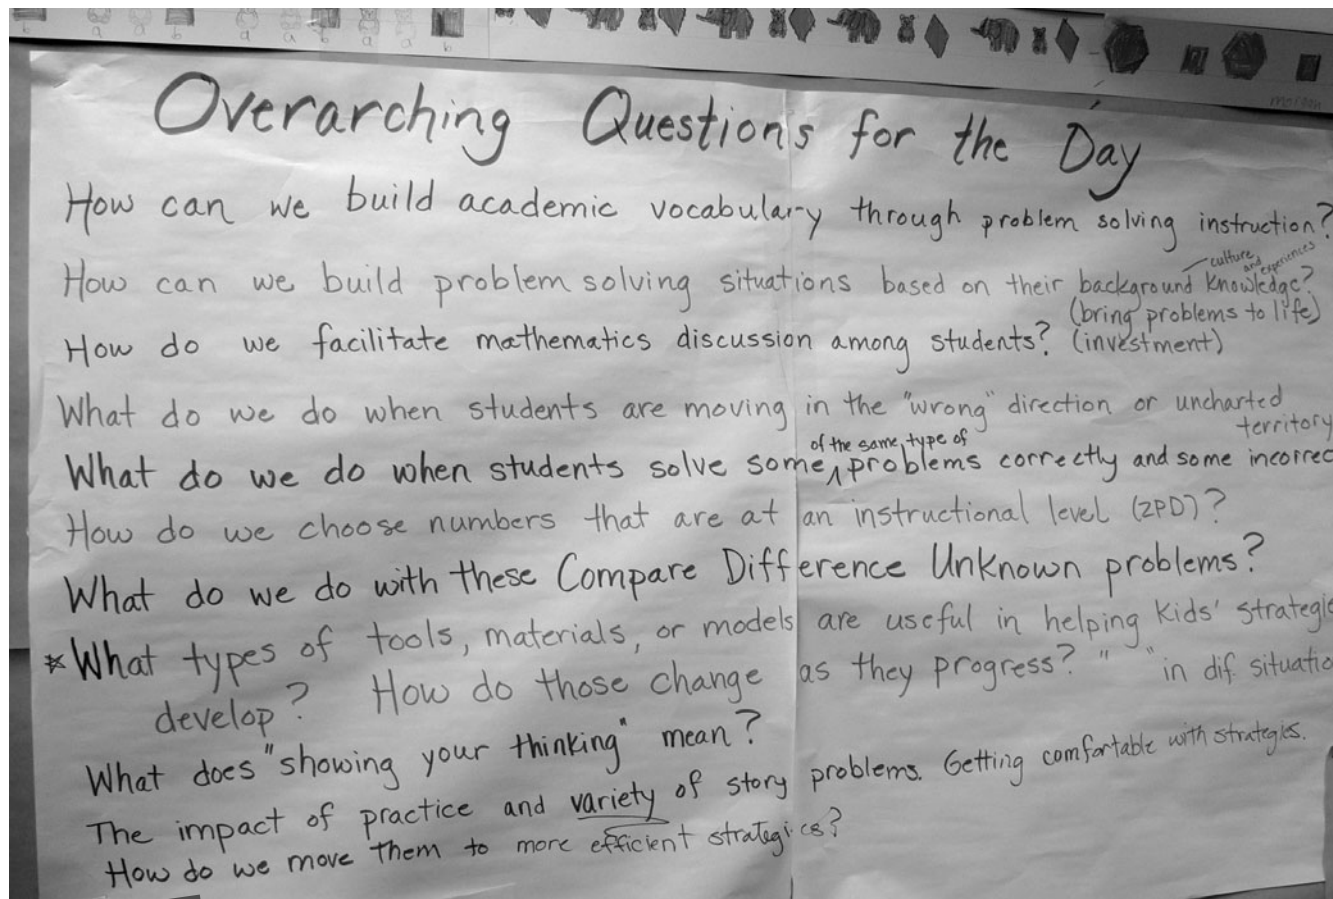 b a a b a a b a a b
morgan
Overarching Questions for the Day
How can we build academic vocabulary through problem solving instruction?
culture and experiences
How can we build problem solving situations based on their background knowledge?
(bring problems to life)
How do we facilitate mathematics discussion among students? (investment)
What do we do when students are moving in the "wrong" direction or uncharted
territory
of the same type of
What do we do when students solve some ^ problems correctly and some incorrec
How do we choose numbers that are at an instructional level (ZPD)?
What do we do with these Compare Difference Unknown problems?
*What types of tools, materials, or models are useful in helping kids' strategie
develop? How do those change as they progress? " " in dif. situatio
What does "showing your thinking" mean?
The impact of practice and variety of story problems. Getting comfortable with strategies.
How do we move them to more efficient strategies?